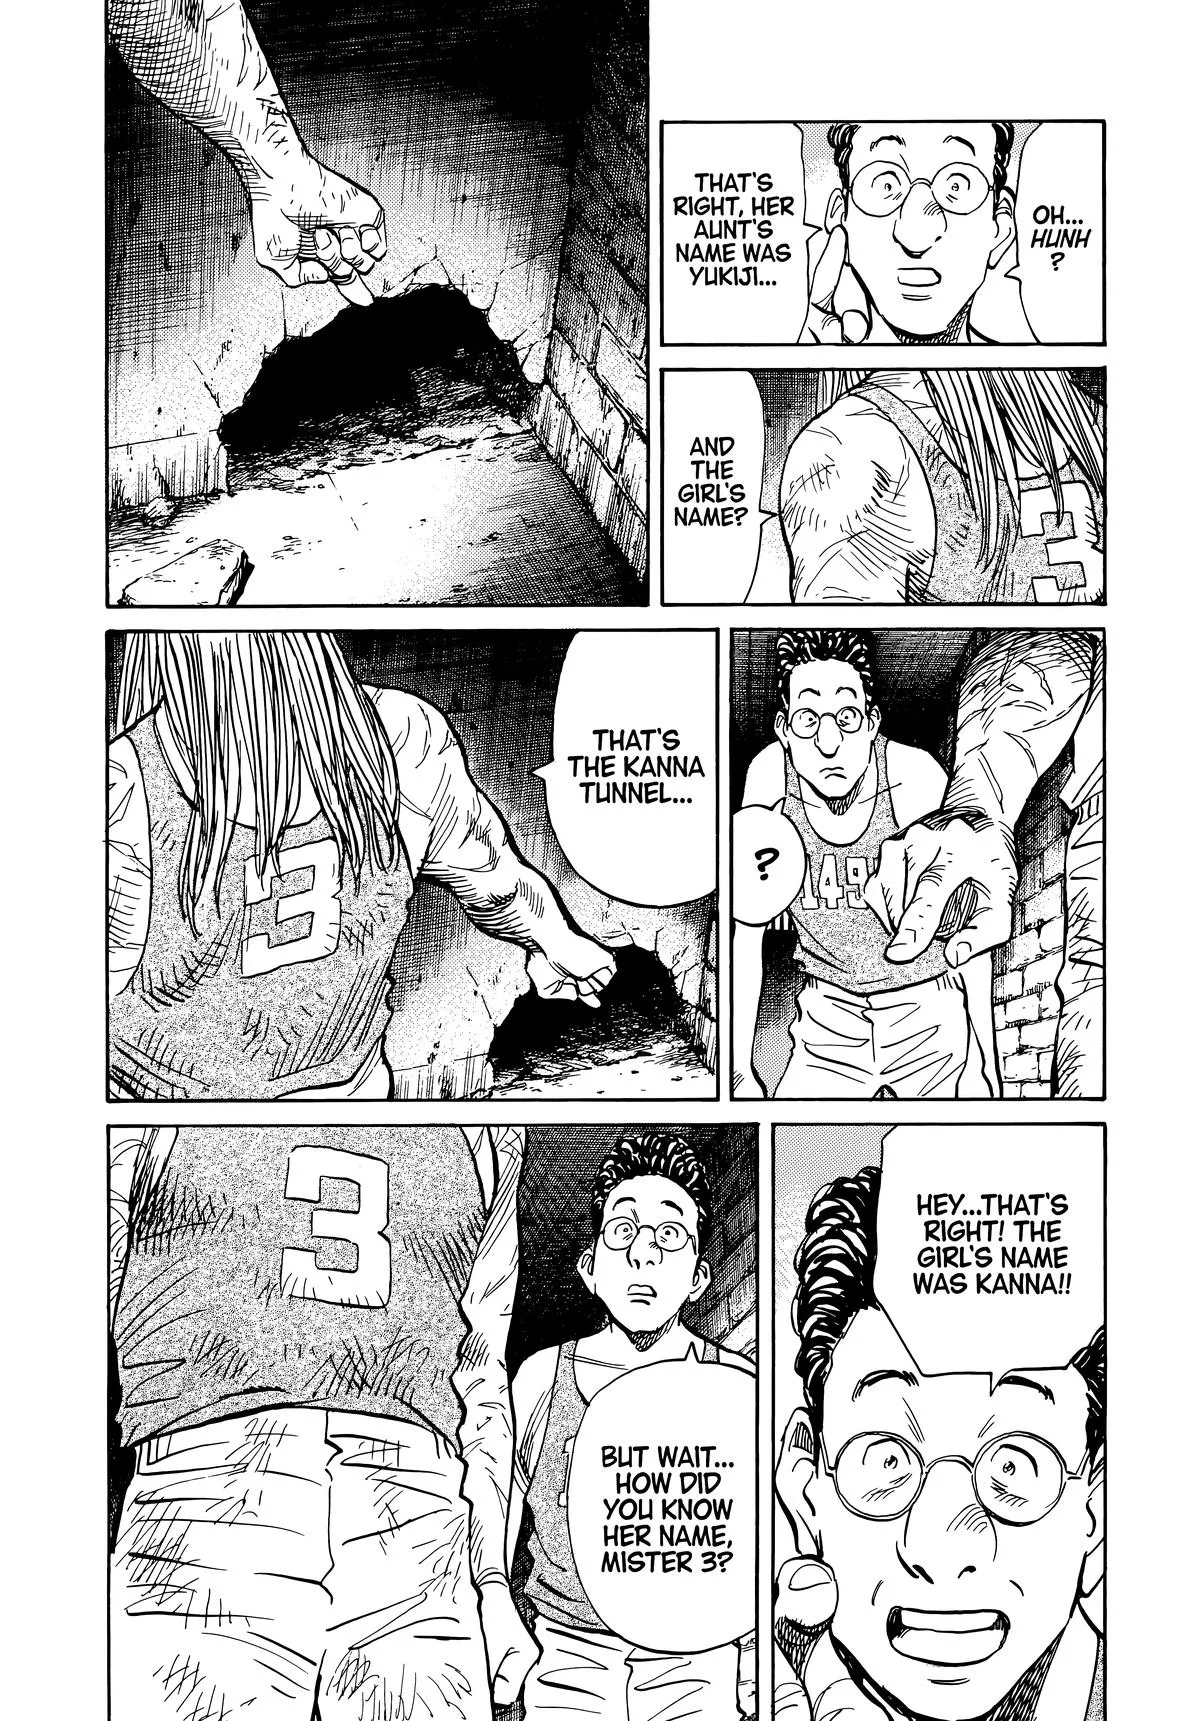 OH...
HUNH
?
THAT'S
RIGHT, HER
AUNT'S
NAME WAS
YUKIJI...
AND
THE
GIRL'S
NAME?
3
?
149
THAT'S
THE KANNA
TUNNEL...
3
HEY...THAT'S
RIGHT! THE
GIRL'S NAME
WAS KANNA!!
3
BUT WAIT...
HOW DID
YOU KNOW
HER NAME,
MISTER 3?